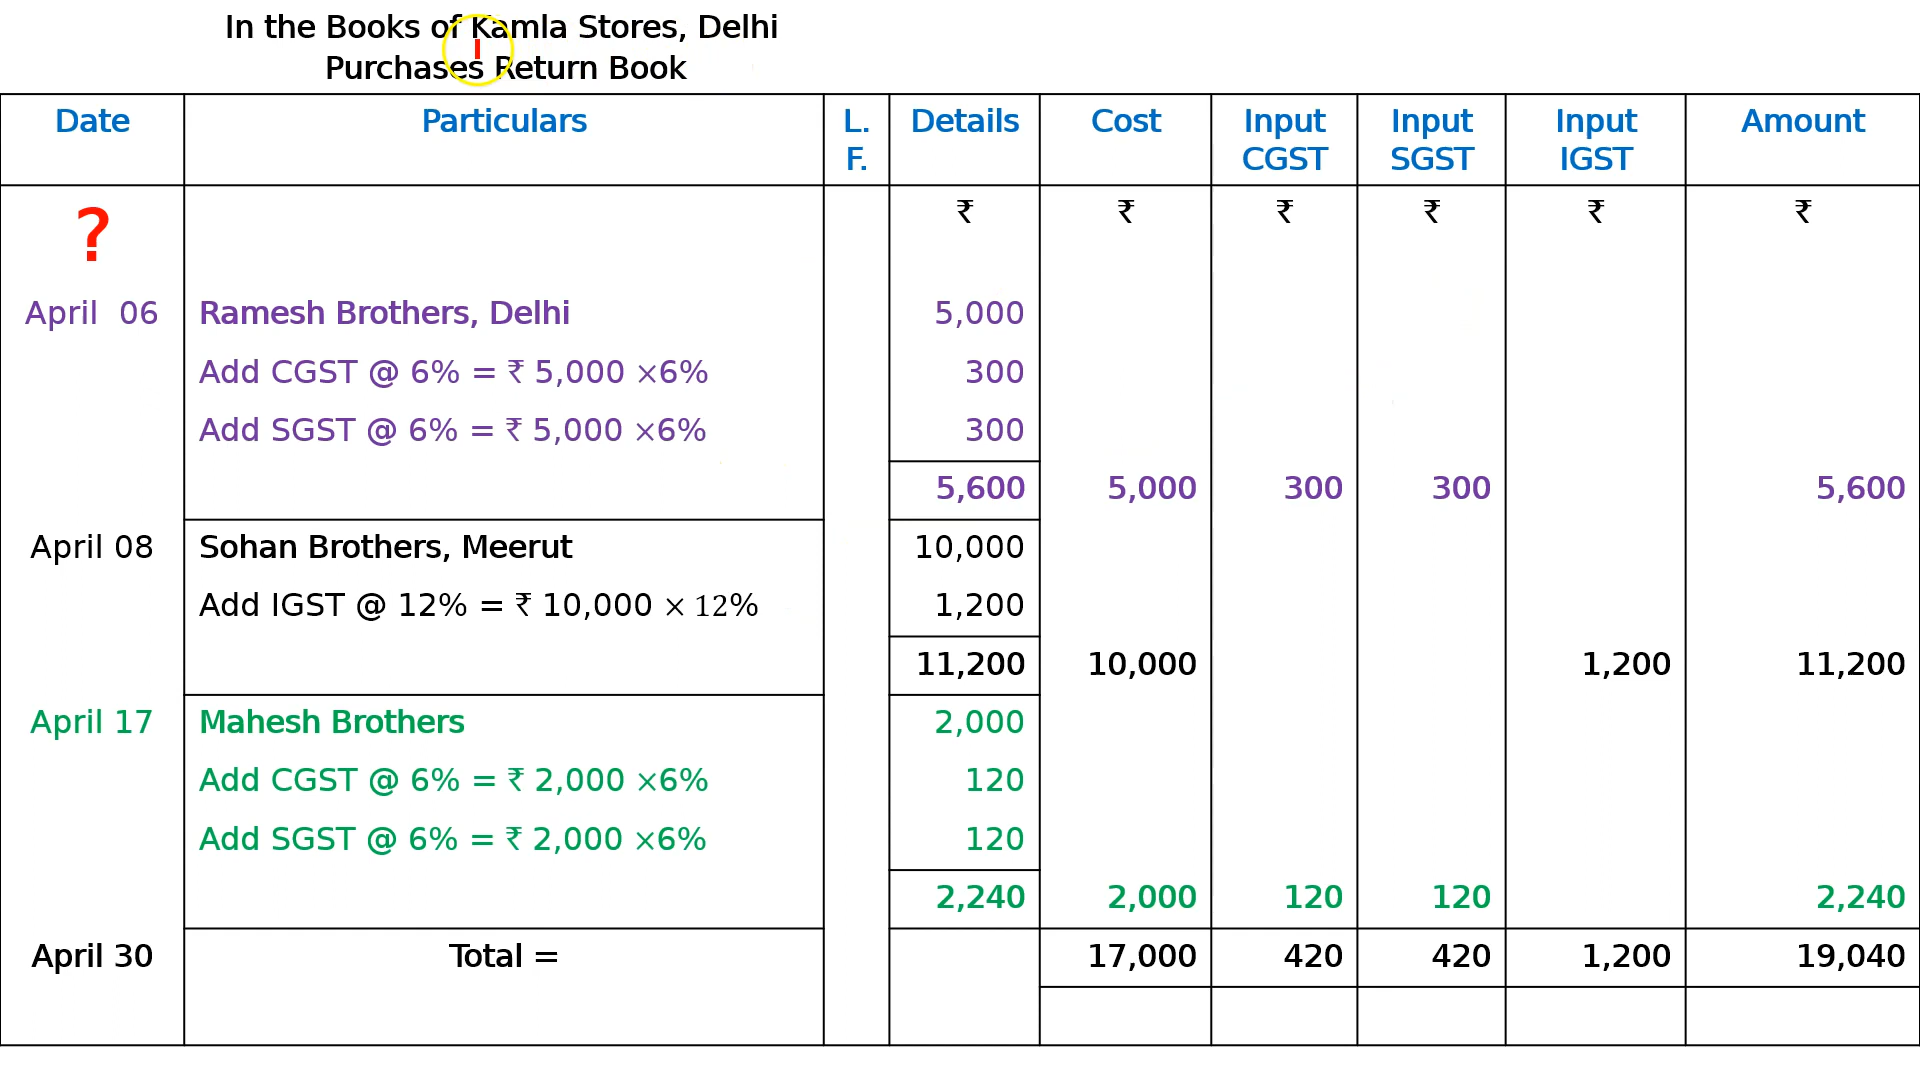 In the Books of Kamla Stores, Delhi
Purchases Return Book
Date Particulars L. F. Details Cost Input CGST Input SGST Input IGST Amount
? ₹ ₹ ₹ ₹ ₹ ₹
April 06 Ramesh Brothers, Delhi 5,000
Add CGST @ 6% = ₹ 5,000 ×6% 300
Add SGST @ 6% = ₹ 5,000 ×6% 300
5,600 5,000 300 300 5,600
April 08 Sohan Brothers, Meerut 10,000
Add IGST @ 12% = ₹ 10,000 × 12% 1,200
11,200 10,000 1,200 11,200
April 17 Mahesh Brothers 2,000
Add CGST @ 6% = ₹ 2,000 ×6% 120
Add SGST @ 6% = ₹ 2,000 ×6% 120
2,240 2,000 120 120 2,240
April 30 Total = 17,000 420 420 1,200 19,040